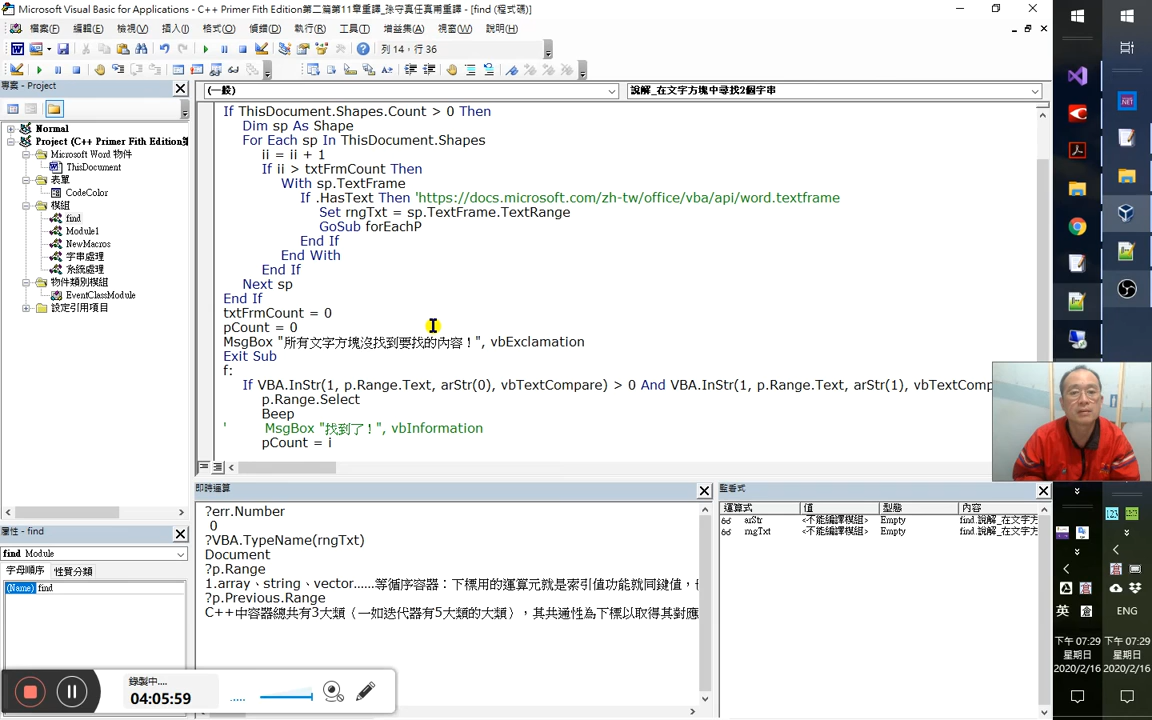 Microsoft Visual Basic for Applications - C++ Primer Fith Edition第二篇第11章重譯_孫守真任真甫重譯 - [find (程式碼)]
檔案(F) 編輯(E) 檢視(V) 插入(I) 格式(O) 偵錯(D) 執行(R) 工具(T) 增益集(A) 視窗(W) 說明(H)
列 14，行 36
專案 - Project
(一般)
說解_在文字方塊中尋找2個字串
Normal
Project (C++ Primer Fith Edition第
Microsoft Word 物件
ThisDocument
表單
CodeColor
模組
find
Module1
NewMacros
字串處理
系統處理
物件類別模組
EventClassModule
設定引用項目
If ThisDocument.Shapes.Count > 0 Then
Dim sp As Shape
For Each sp In ThisDocument.Shapes
ii = ii + 1
If ii > txtFrmCount Then
With sp.TextFrame
If .HasText Then 'https://docs.microsoft.com/zh-tw/office/vba/api/word.textframe
Set rngTxt = sp.TextFrame.TextRange
GoSub forEachP
End If
End With
End If
Next sp
End If
txtFrmCount = 0
pCount = 0
MsgBox "所有文字方塊沒找到要找的內容！", vbExclamation
Exit Sub
f:
If VBA.InStr(1, p.Range.Text, arStr(0), vbTextCompare) > 0 And VBA.InStr(1, p.Range.Text, arStr(1), vbTextComp
p.Range.Select
Beep
' MsgBox "找到了！", vbInformation
pCount = i
屬性 - find
find Module
字母順序 性質分類
(Name) find
即時運算
?err.Number
0
?VBA.TypeName(rngTxt)
Document
?p.Range
1.array、string、vector……等循序容器：下標用的運算元就是索引值功能就同鍵值，
?p.Previous.Range
C++中容器總共有3大類（一如迭代器有5大類的大類），其共通性為下標以取得其對應
監看式
運算式 值 型態 內容
arStr <不能編譯模組> Empty find.說解_在文字方
rngTxt <不能編譯模組> Empty find.說解_在文字方
錄製中....
04:05:59
英
ENG
下午 07:29
星期日
2020/2/16
下午 07:29
星期日
2020/2/16